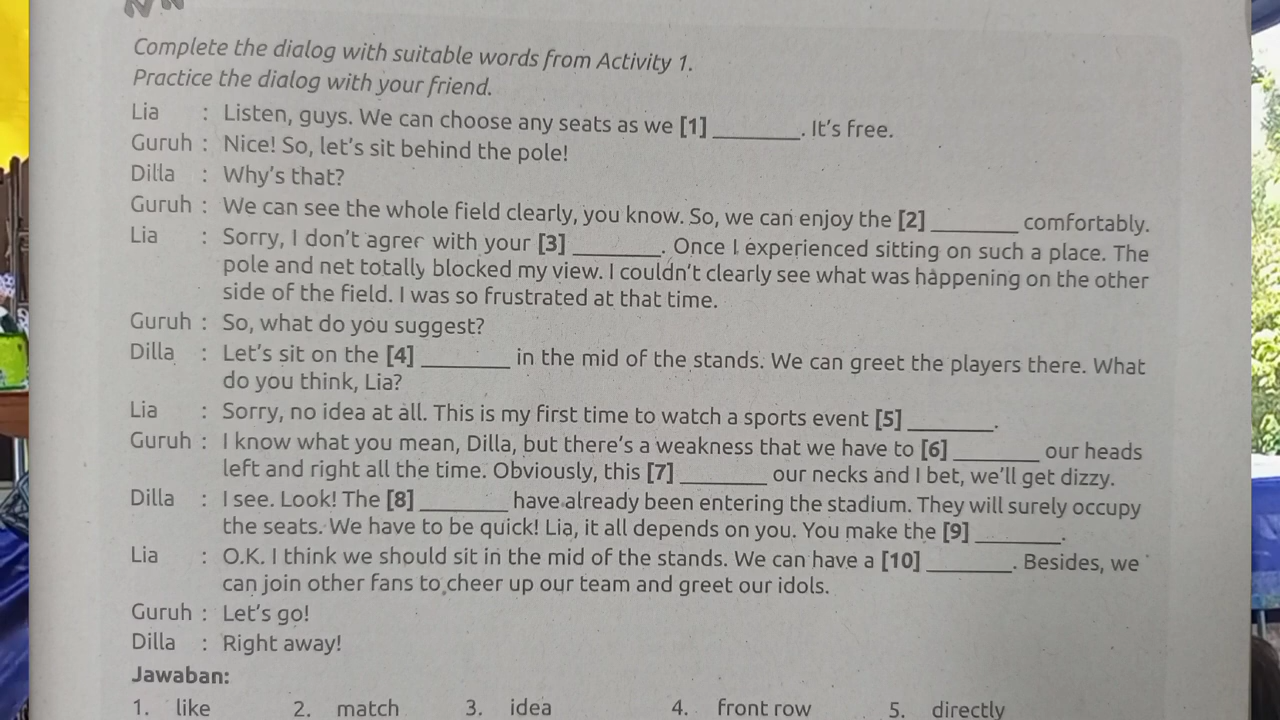 Complete the dialog with suitable words from Activity 1.
Practice the dialog with your friend.
Lia : Listen, guys. We can choose any seats as we [1] ________. It's free.
Guruh : Nice! So, let's sit behind the pole!
Dilla : Why's that?
Guruh : We can see the whole field clearly, you know. So, we can enjoy the [2] ________ comfortably.
Lia : Sorry, I don't agree with your [3] ________. Once I experienced sitting on such a place. The
pole and net totally blocked my view. I couldn't clearly see what was happening on the other
side of the field. I was so frustrated at that time.
Guruh : So, what do you suggest?
Dilla : Let's sit on the [4] ________ in the mid of the stands. We can greet the players there. What
do you think, Lia?
Lia : Sorry, no idea at all. This is my first time to watch a sports event [5] ________.
Guruh : I know what you mean, Dilla, but there's a weakness that we have to [6] ________ our heads
left and right all the time. Obviously, this [7] ________ our necks and I bet, we'll get dizzy.
Dilla : I see. Look! The [8] ________ have already been entering the stadium. They will surely occupy
the seats. We have to be quick! Lia, it all depends on you. You make the [9] ________.
Lia : O.K. I think we should sit in the mid of the stands. We can have a [10] ________. Besides, we
can join other fans to cheer up our team and greet our idols.
Guruh : Let's go!
Dilla : Right away!
Jawaban:
1. like 2. match 3. idea 4. front row 5. directly